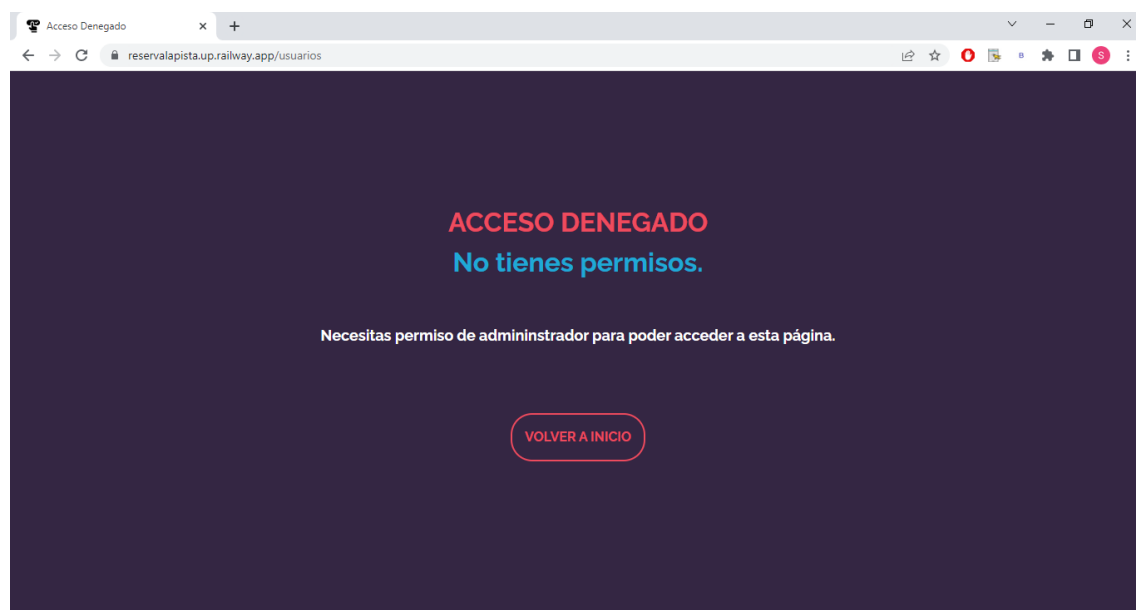 Acceso Denegado
reservalapista.up.railway.app/usuarios
B
S
ACCESO DENEGADO
No tienes permisos.
Necesitas permiso de admininstrador para poder acceder a esta página.
VOLVER A INICIO